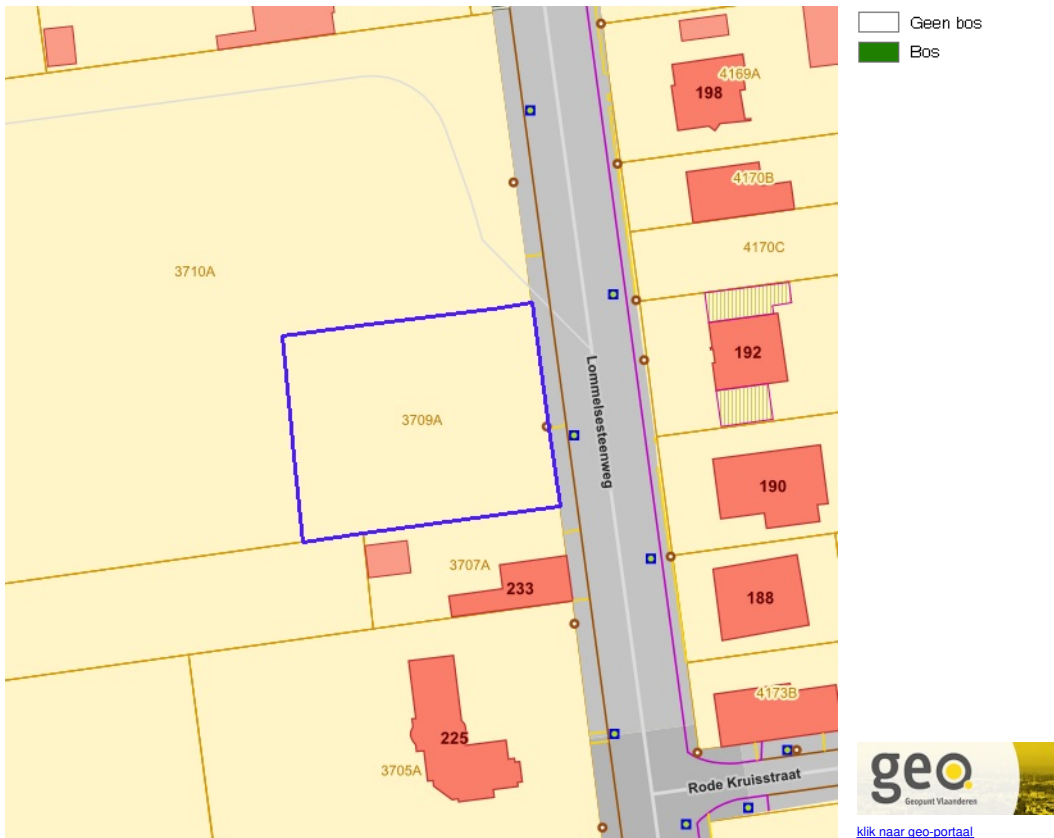 Geen bos
Bos
4169A
198
4170B
4170C
3710A
192
3709A
Lommelsesteenweg
190
3707A
233
188
4173B
225
3705A
Rode Kruisstraat
geo.
Geopunt Vlaanderen
klik naar geo-portaal